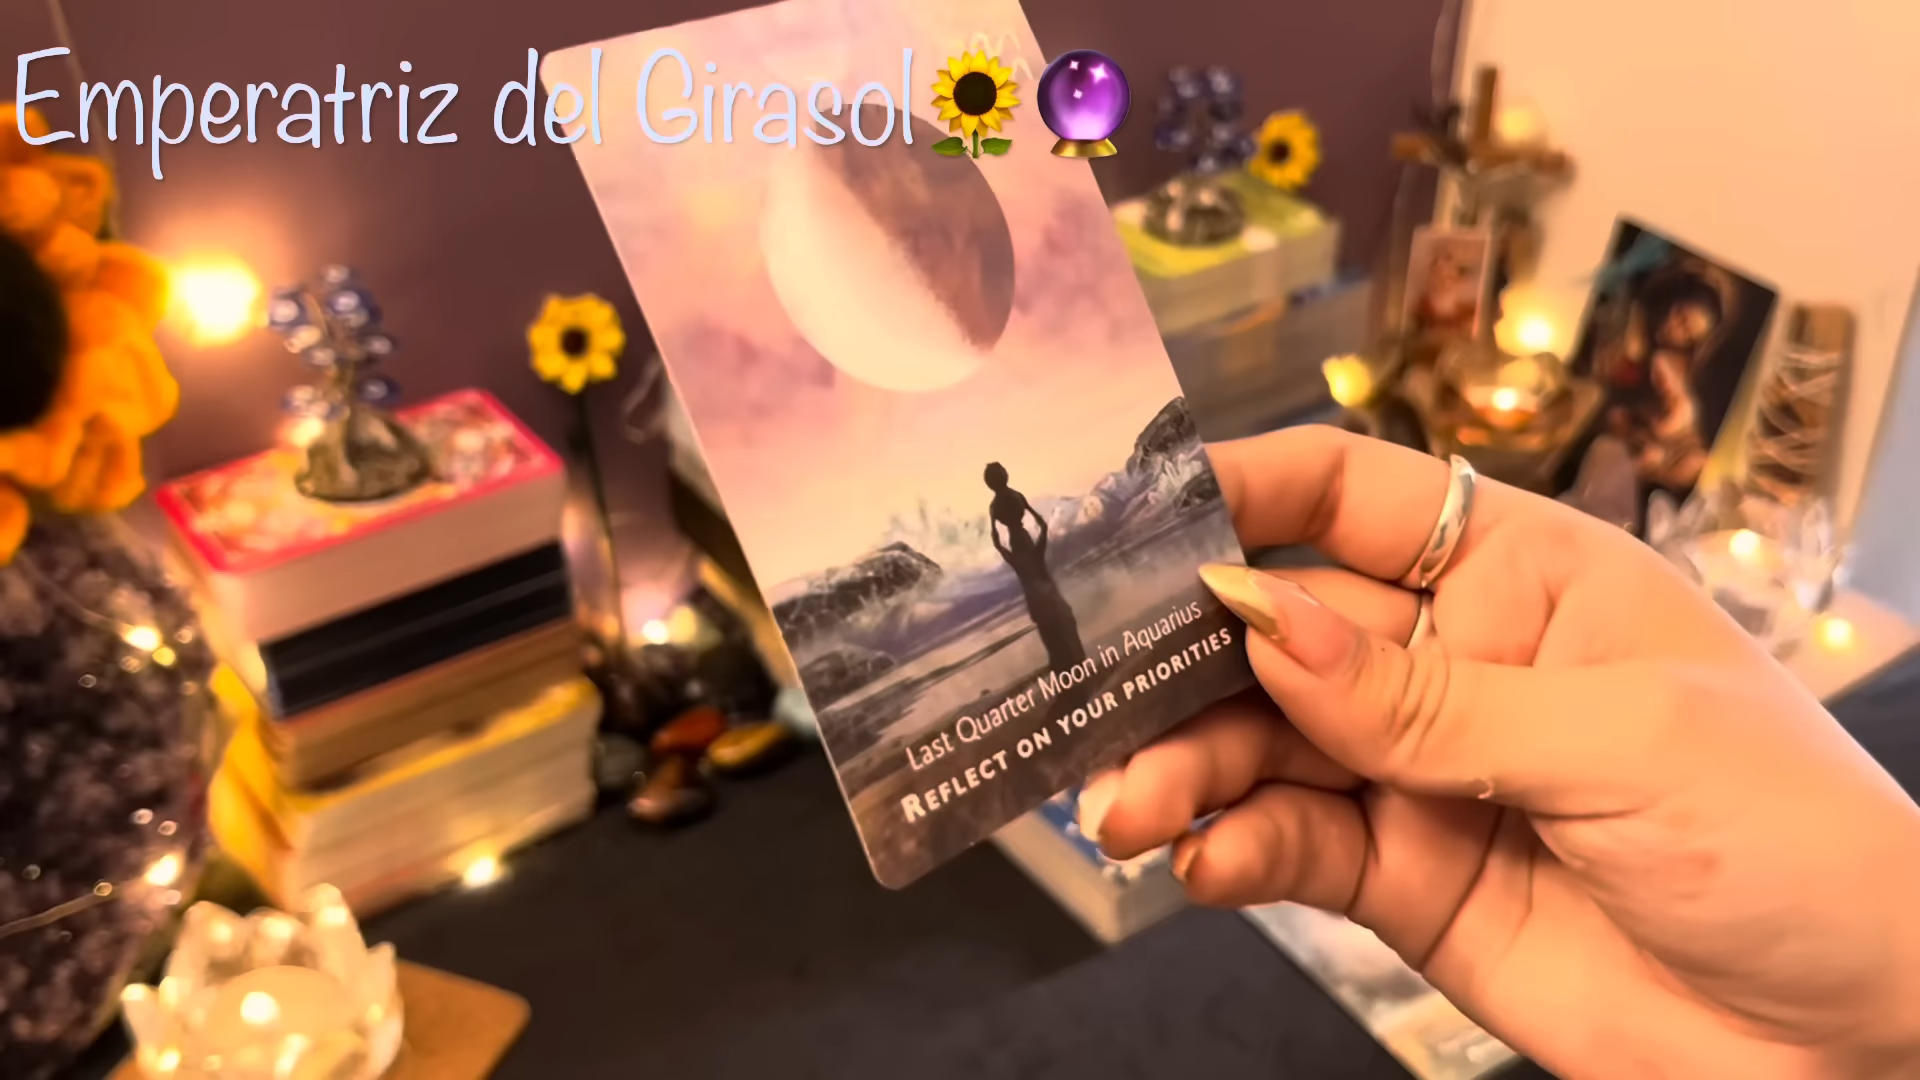 Emperatriz del Girasol🌻🔮
Last Quarter Moon in Aquarius
REFLECT ON YOUR PRIORITIES